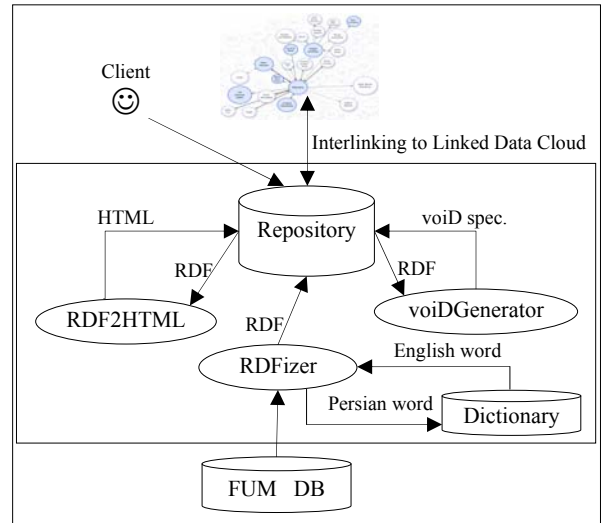 Client
Interlinking to Linked Data Cloud
HTML
Repository
voiD spec.
RDF
RDF
RDF2HTML
RDF
voiDGenerator
RDFizer
English word
Persian word
Dictionary
FUM DB